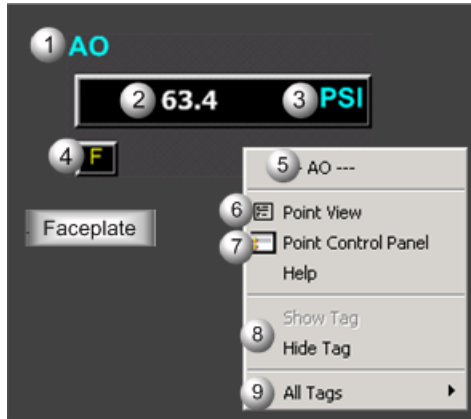 1 AO
2 63.4 3 PSI
4 F
5 - AO ---
6 Point View
Faceplate
7 Point Control Panel
Help
Show Tag
8
Hide Tag
9 All Tags